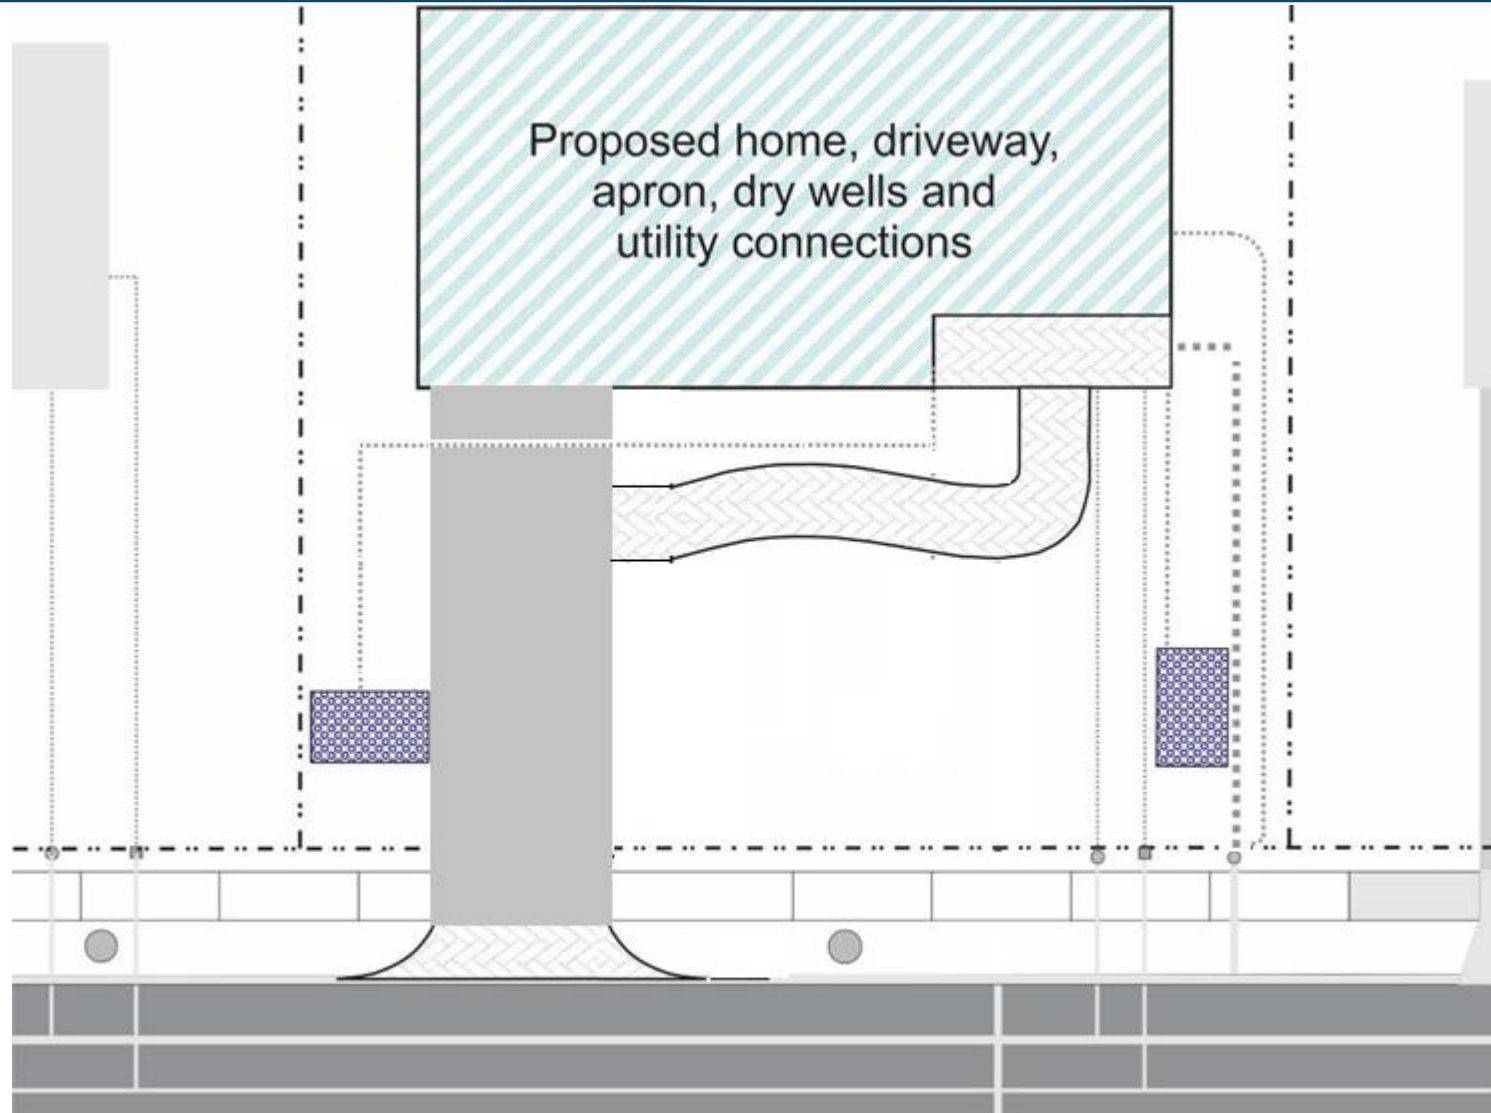 Proposed home, driveway,
apron, dry wells and
utility connections